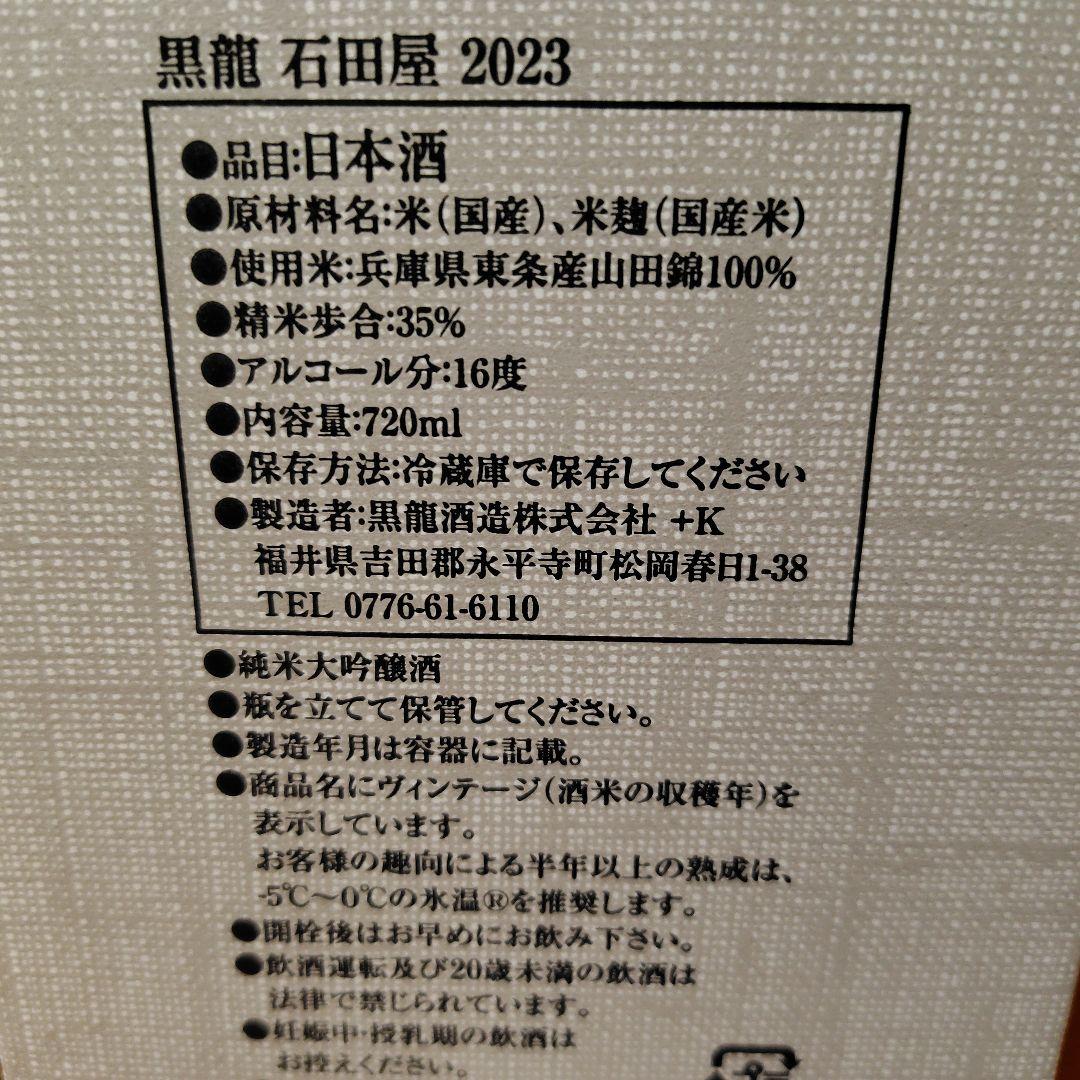 黒龍 石田屋 2023
●品目:日本酒
●原材料名:米(国産)、米麹(国産米)
●使用米:兵庫県東条産山田錦100%
●精米歩合:35%
●アルコール分:16度
●内容量:720ml
●保存方法:冷蔵庫で保存してください
●製造者:黒龍酒造株式会社 +K
福井県吉田郡永平寺町松岡春日1-38
TEL 0776-61-6110
●純米大吟醸酒
●瓶を立てて保管してください。
●製造年月は容器に記載。
●商品名にヴィンテージ(酒米の収穫年)を
表示しています。
お客様の趣向による半年以上の熟成は、
-5℃～0℃の氷温®を推奨します。
●開栓後はお早めにお飲み下さい。
●飲酒運転及び20歳未満の飲酒は
法律で禁じられています。
●妊娠中・授乳期の飲酒は
お控えください。